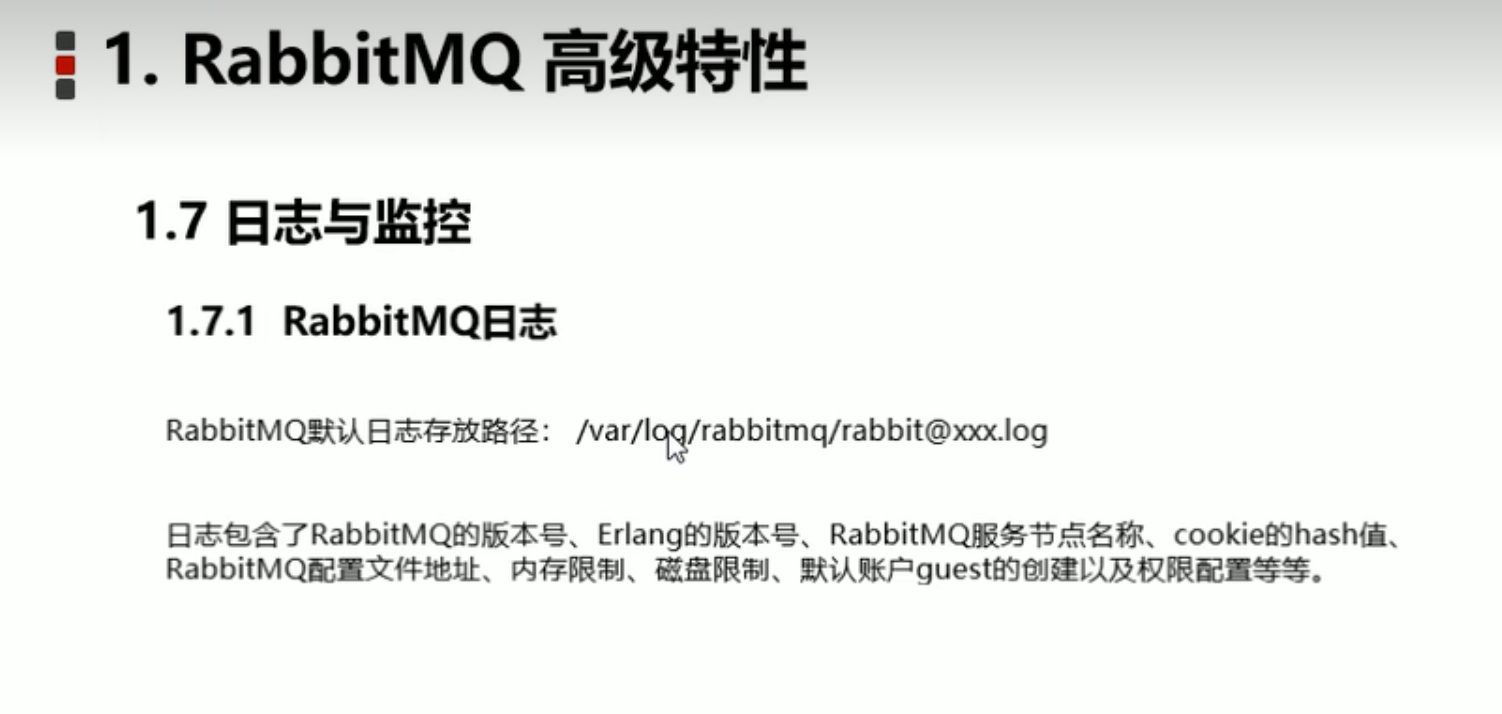 1. RabbitMQ 高级特性
1.7 日志与监控
1.7.1 RabbitMQ日志
RabbitMQ默认日志存放路径： /var/log/rabbitmq/rabbit@xxx.log
日志包含了RabbitMQ的版本号、Erlang的版本号、RabbitMQ服务节点名称、cookie的hash值、
RabbitMQ配置文件地址、内存限制、磁盘限制、默认账户guest的创建以及权限配置等等。